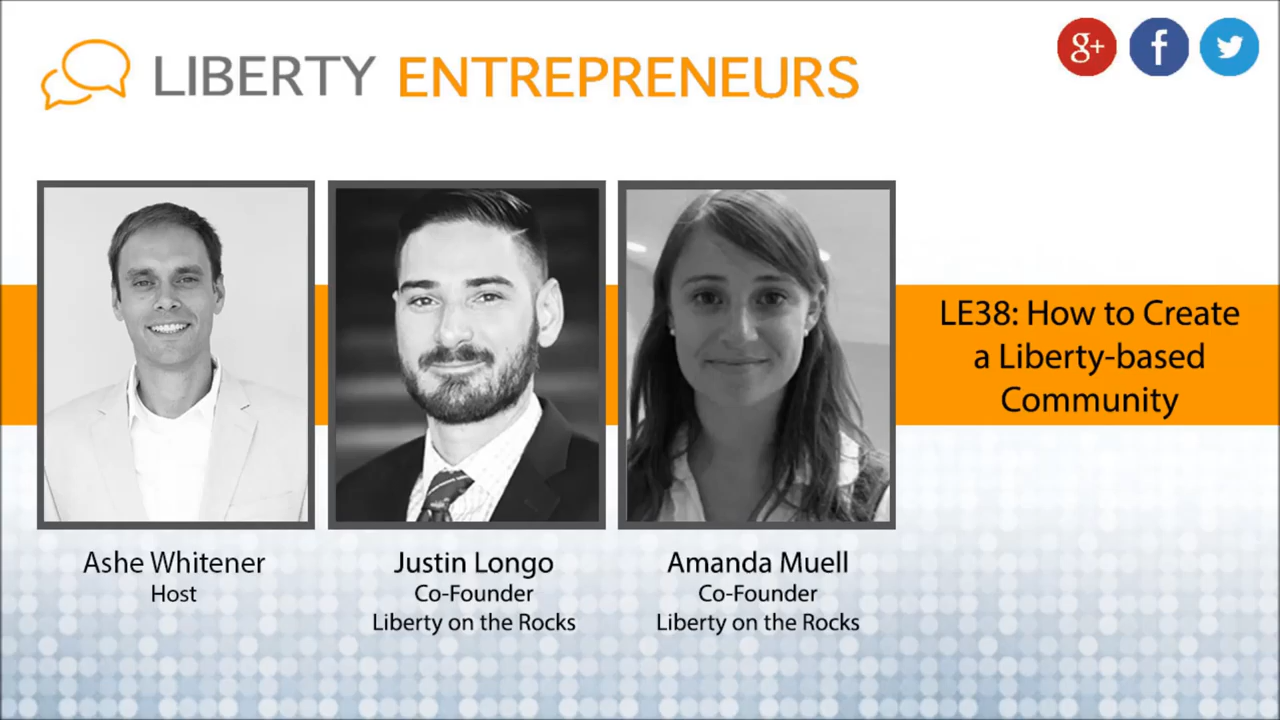 LIBERTY ENTREPRENEURS
g+ f
LE38: How to Create
a Liberty-based
Community
Ashe Whitener
Host
Justin Longo
Co-Founder
Liberty on the Rocks
Amanda Muell
Co-Founder
Liberty on the Rocks